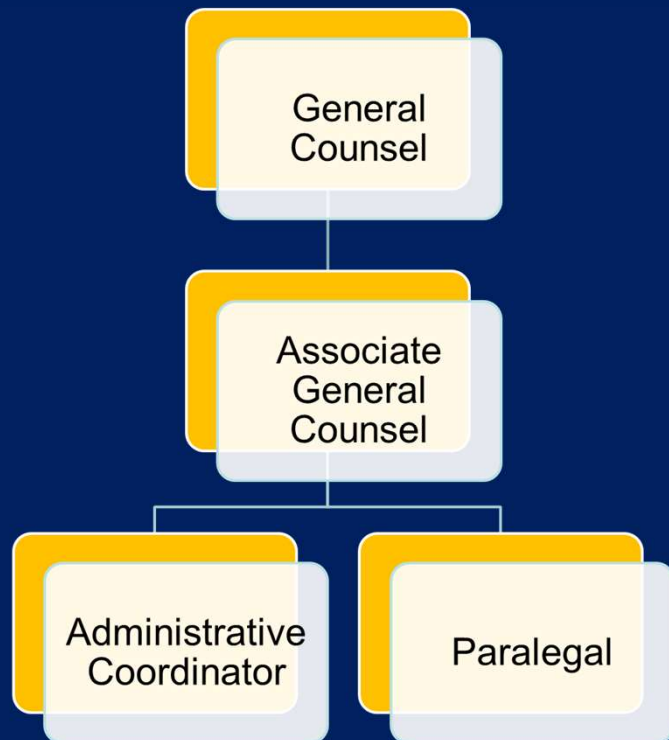 General
Counsel
Associate
General
Counsel
Administrative
Coordinator
Paralegal